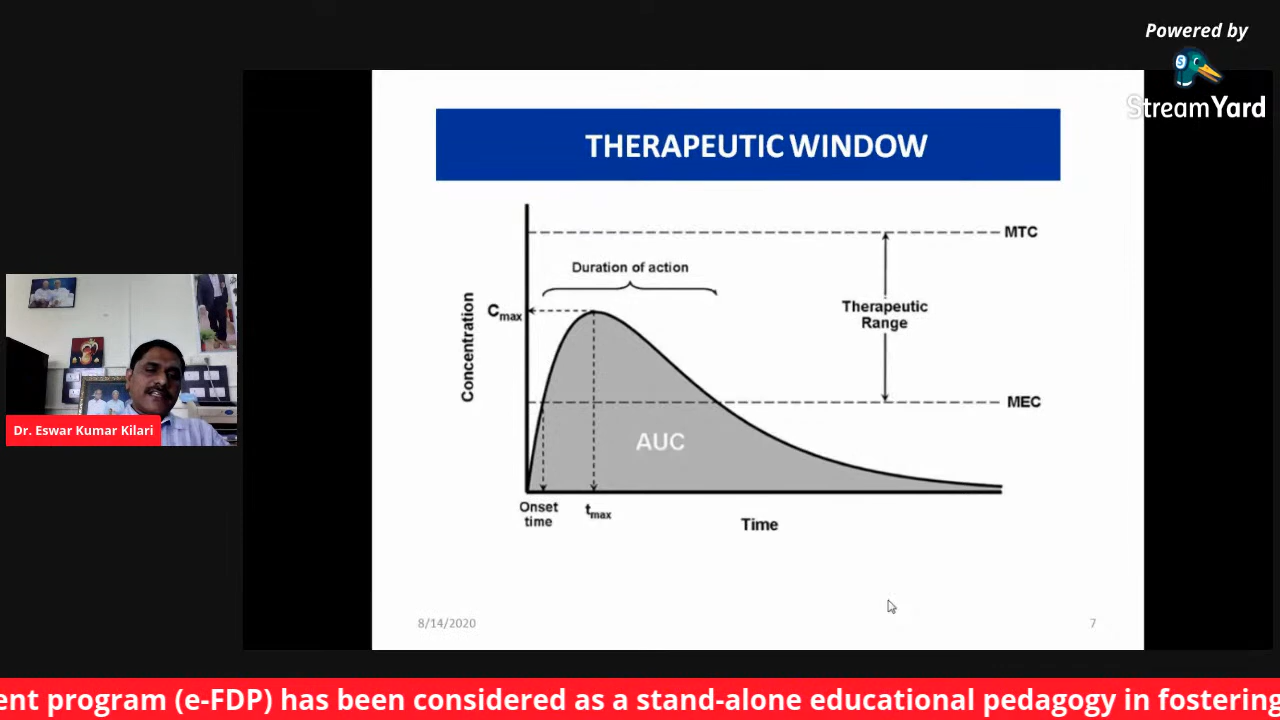 Powered by
StreamYard
THERAPEUTIC WINDOW
MTC
Duration of action
Therapeutic
Range
Cmax
Concentration
MEC
AUC
Onset
time
tmax
Time
8/14/2020
7
Dr. Eswar Kumar Kilari
ent program (e-FDP) has been considered as a stand-alone educational pedagogy in fostering